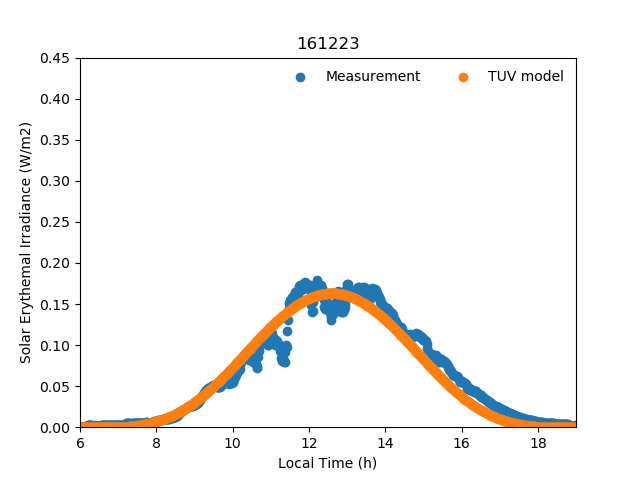 161223
Measurement
TUV model
Solar Erythemal Irradiance (W/m2)
0.45
0.40
0.35
0.30
0.25
0.20
0.15
0.10
0.05
0.00
6 8 10 12 14 16 18
Local Time (h)